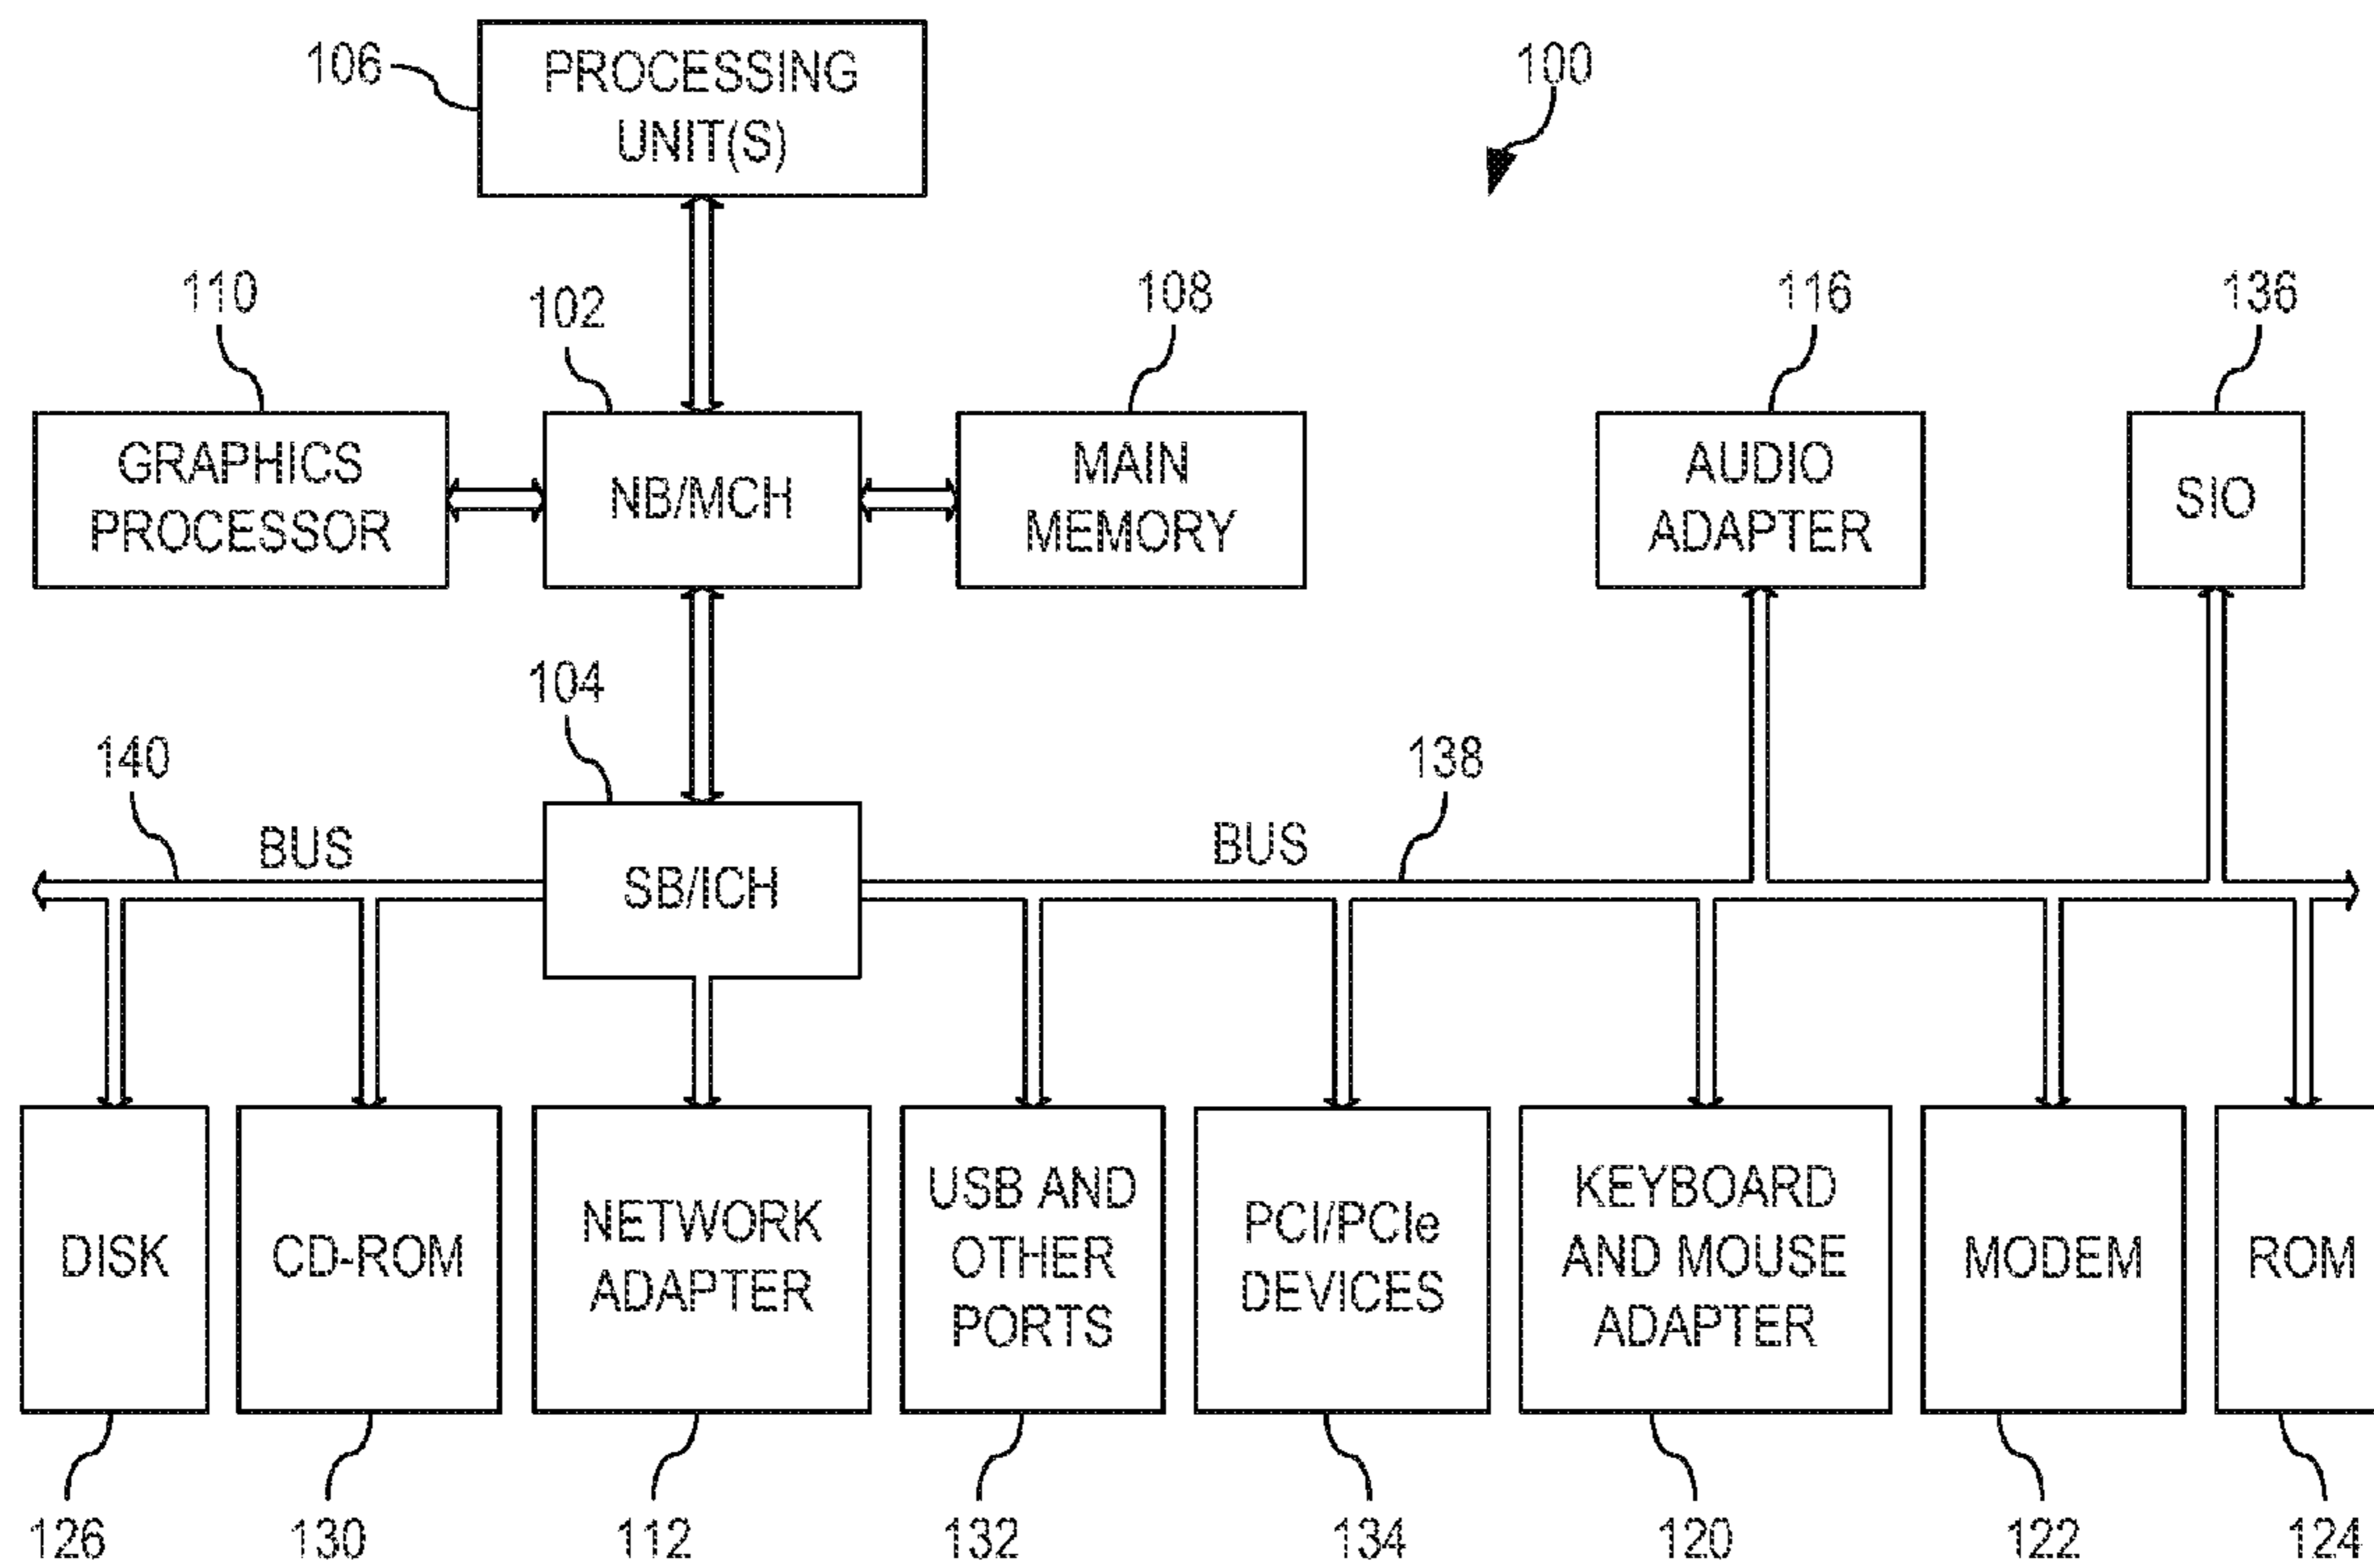 106
PROCESSING
UNIT(S)
100
110
102
108
116
136
GRAPHICS
PROCESSOR
NB/MCH
MAIN
MEMORY
AUDIO
ADAPTER
SIO
104
140
138
BUS
SB/ICH
BUS
DISK
CD-ROM
NETWORK
ADAPTER
USB AND
OTHER
PORTS
PCI/PCIe
DEVICES
KEYBOARD
AND MOUSE
ADAPTER
MODEM
ROM
126
130
112
132
134
120
122
124